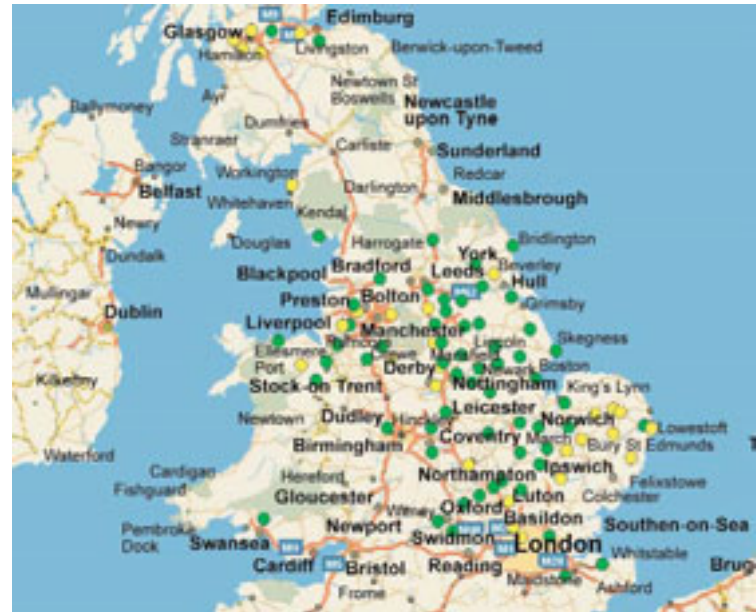 Edimburg
Glasgow
Livingston
Hamilton
Berwick-upon-Tweed
Newtown St
Boswells
Ayr
Ballymoney
Newcastle
upon Tyne
Dumfries
Stranraer
Carliste
Sunderland
Bangor
Workington
Redcar
Belfast
Whitehaven
Darlington
Middlesbrough
Kendal
Newry
Douglas
Harrogate
York
Bridlington
Dundalk
Beverley
Blackpool
Bradford
Leeds
Hull
Mullingar
Preston
Bolton
Grimsby
Dublin
Liverpool
Manchester
Lincoln
Skegness
Ellesmere
Port
Mansfield
Newark
Boston
Derby
Kilkenny
Stock-on Trent
Nottingham
King's Lynn
Newtown
Dudley
Hinckley
Leicester
Norwich
Lowestoft
Waterford
Birmingham
Coventry
March
Bury St Edmunds
Cardigan
Fishguard
Hereford
Northampton
Ipswich
Felixstowe
Gloucester
Luton
Colchester
Pembroke
Dock
Witney
Oxford
Basildon
Swansea
Newport
Swidmon
Southen-on-Sea
London
Cardiff
Bristol
Reading
Whitstable
Brug
Frome
Maidstone
Ashford